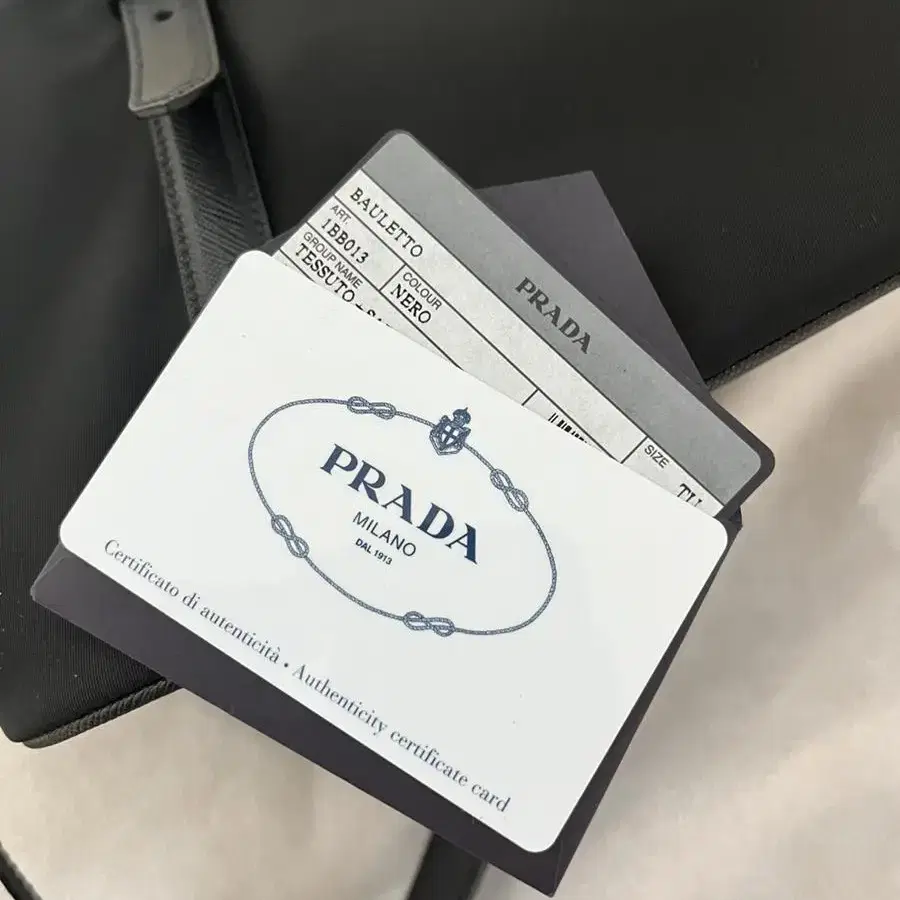 PRADA
BAULETTO
ART.
1BB013
COLOUR
NERO
SIZE
TU
GROUP NAME
TESSUTO
PRADA
MILANO
DAL 1913
Certificato di autenticità • Authenticity certificate card